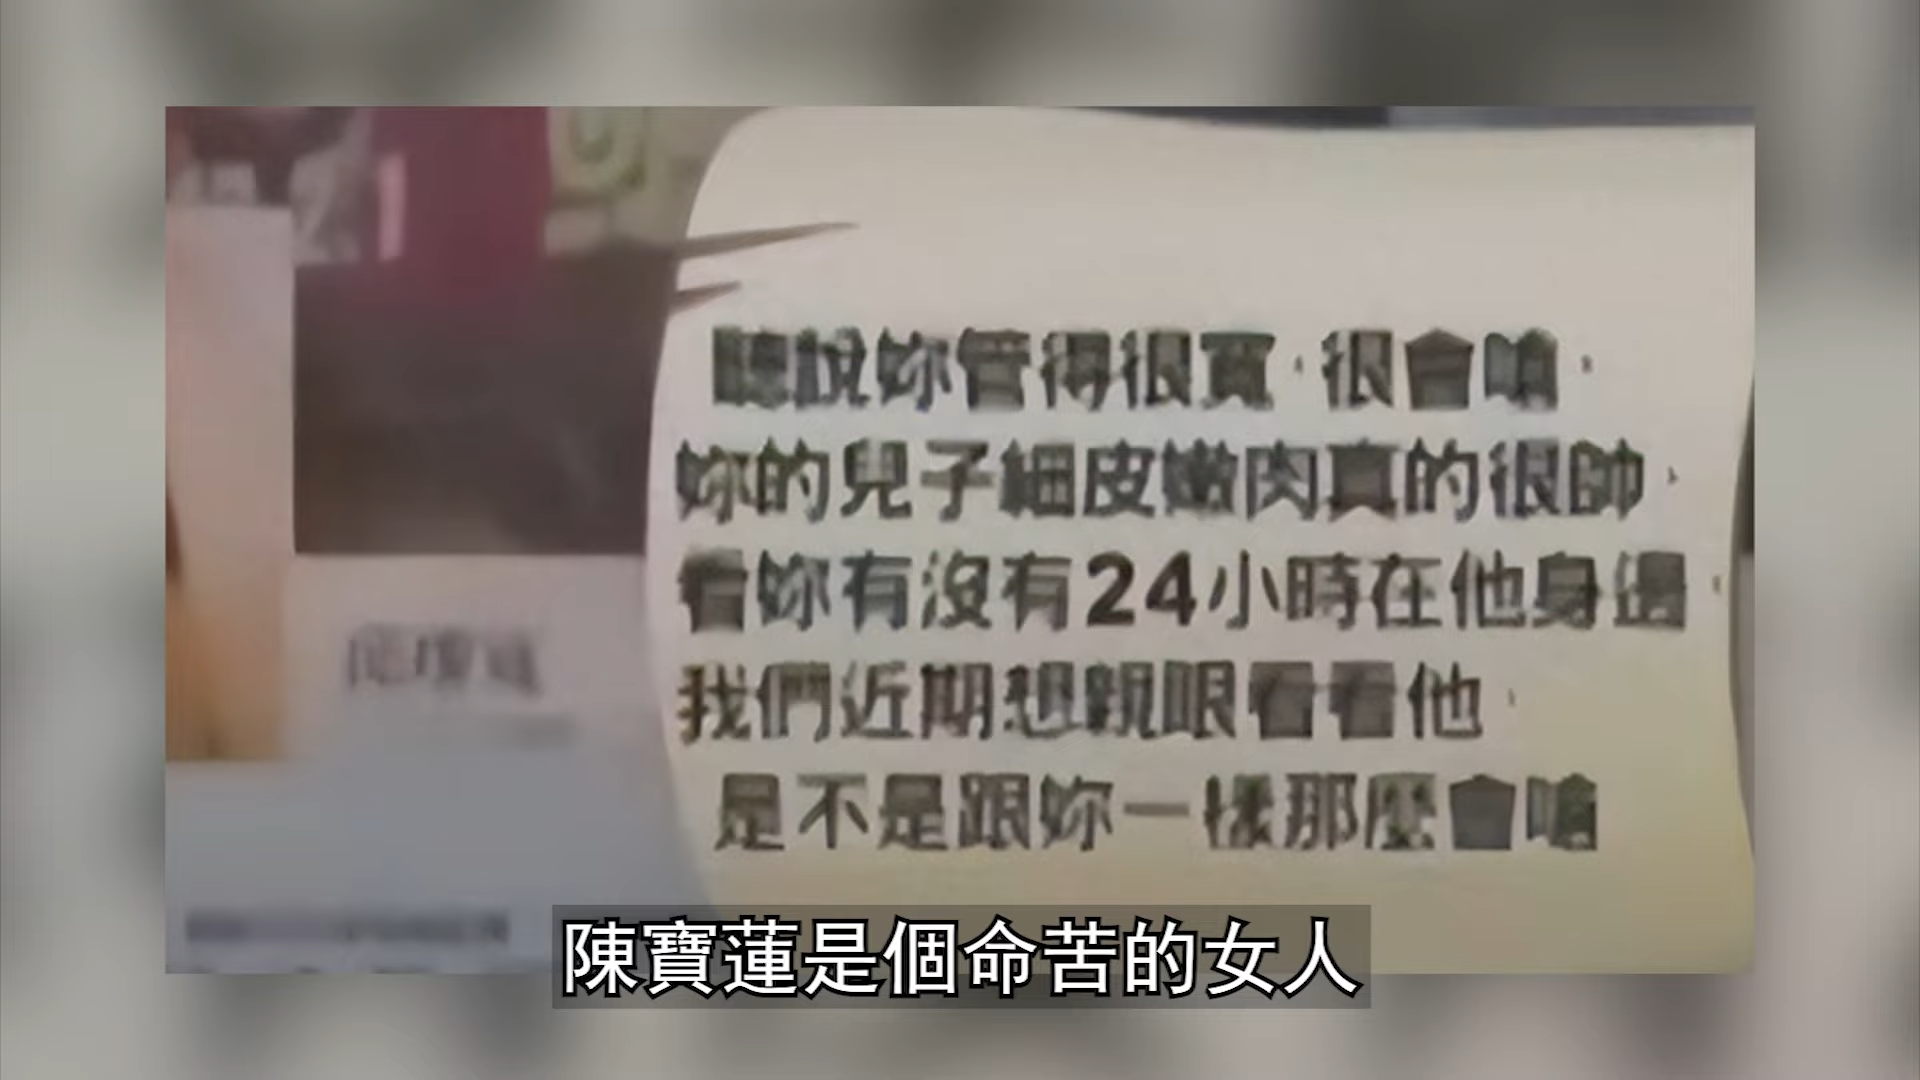 聽說妳管得很寬,很會嗆,
妳的兒子細皮嫩肉真的很帥,
看妳有沒有24小時在他身邊,
我們近期想親眼看看他,
是不是跟妳一樣那麼會嗆
陳寶蓮是個命苦的女人